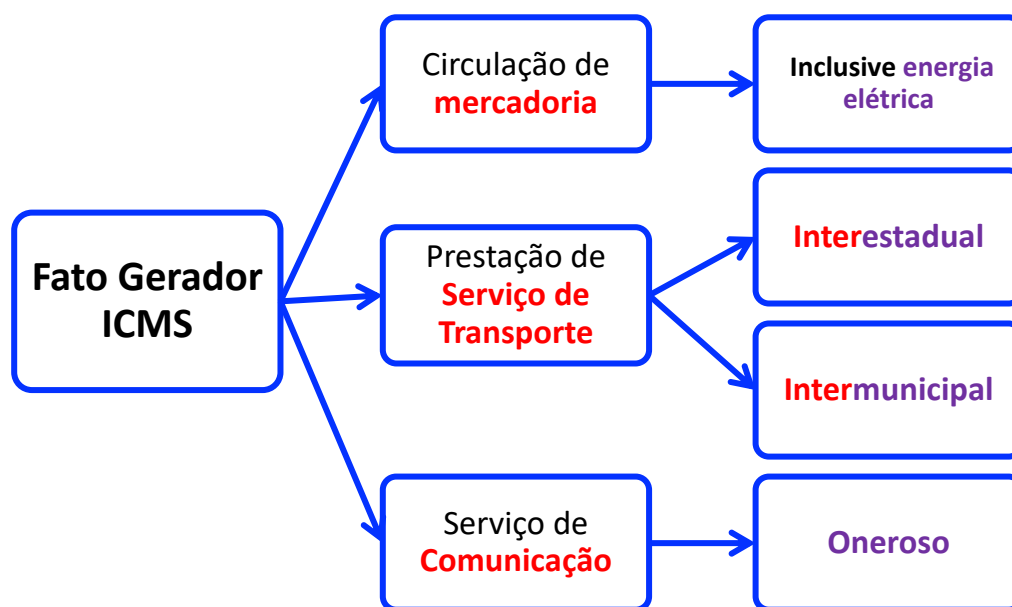 Fato Gerador
ICMS
Circulação de
mercadoria
Inclusive energia
elétrica
Prestação de
Serviço de
Transporte
Interestadual
Intermunicipal
Serviço de
Comunicação
Oneroso